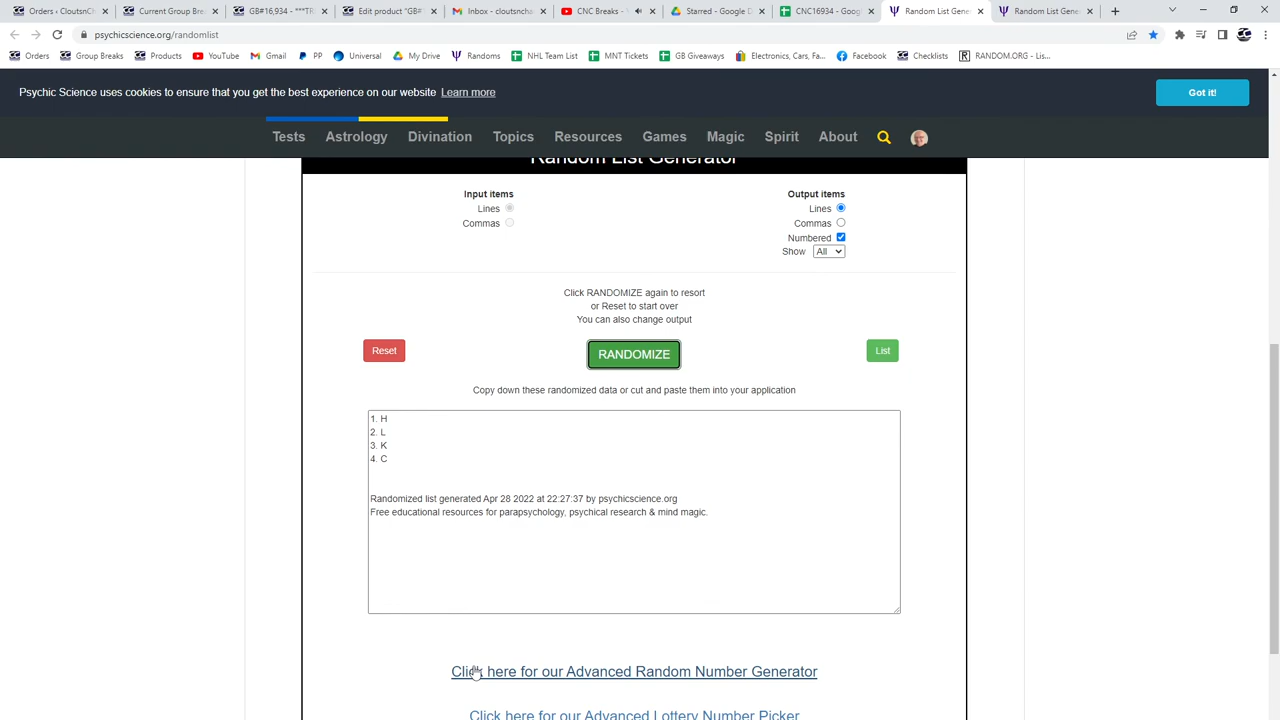 Orders ‹ CloutsnCh
Current Group Bre
GB#16,934 ***TR
Edit product “GB#
Inbox - cloutsncha
CNC Breaks -
Starred - Google D
CNC16934 - Goog
Random List Gene
Random List Gene
psychicscience.org/randomlist
Orders
Group Breaks
Products
YouTube
Gmail
PP
Universal
My Drive
Randoms
NHL Team List
MNT Tickets
GB Giveaways
Electronics, Cars, Fa...
Facebook
Checklists
RANDOM.ORG - Lis...
Psychic Science uses cookies to ensure that you get the best experience on our website Learn more
Got it!
Tests Astrology Divination Topics Resources Games Magic Spirit About
Random List Generator
Input items
Lines
Commas
Output items
Lines
Commas
Numbered
Show All
Click RANDOMIZE again to resort
or Reset to start over
You can also change output
Reset
RANDOMIZE
List
Copy down these randomized data or cut and paste them into your application
1. H
2. L
3. K
4. C
Randomized list generated Apr 28 2022 at 22:27:37 by psychicscience.org
Free educational resources for parapsychology, psychical research & mind magic.
Click here for our Advanced Random Number Generator
Click here for our Advanced Lottery Number Picker